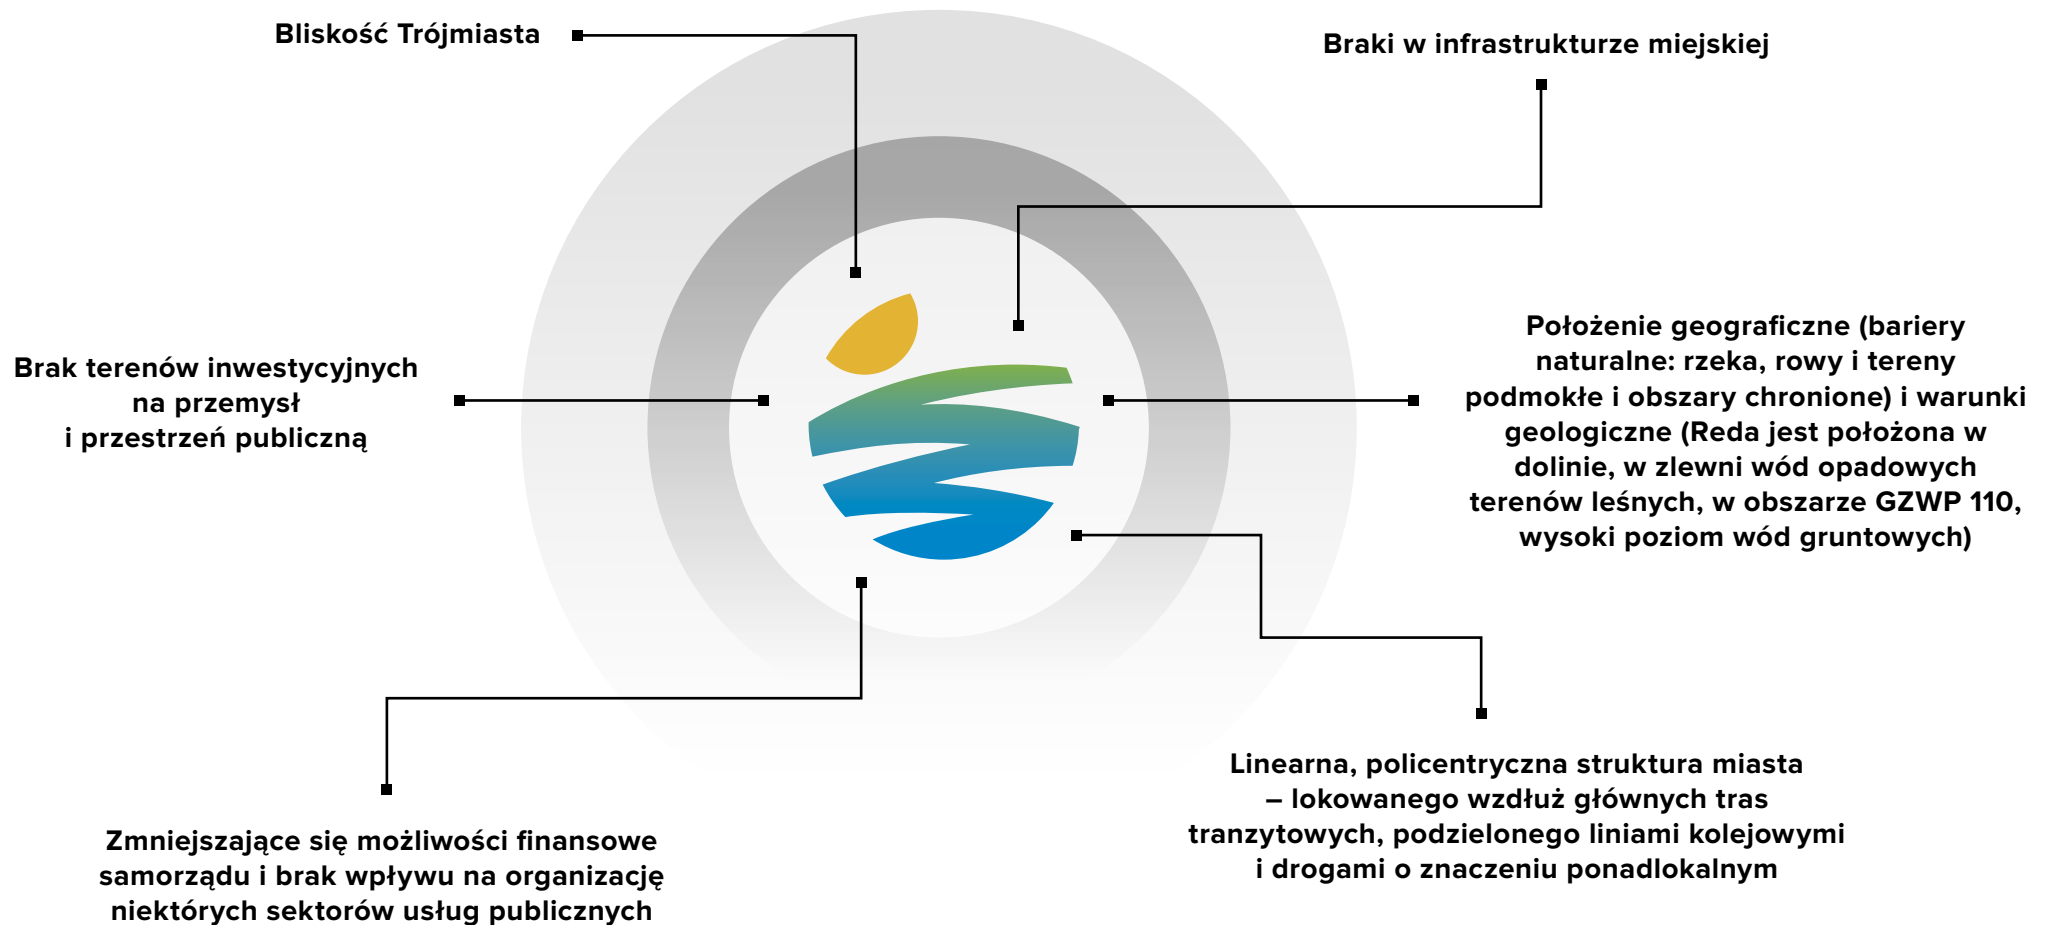 Bliskość Trójmiasta
Braki w infrastrukturze miejskiej
Brak terenów inwestycyjnych
na przemysł
i przestrzeń publiczną
Położenie geograficzne (bariery
naturalne: rzeka, rowy i tereny
podmokłe i obszary chronione) i warunki
geologiczne (Reda jest położona w
dolinie, w zlewni wód opadowych
terenów leśnych, w obszarze GZWP 110,
wysoki poziom wód gruntowych)
Zmniejszające się możliwości finansowe
samorządu i brak wpływu na organizację
niektórych sektorów usług publicznych
Linearna, policentryczna struktura miasta
– lokowanego wzdłuż głównych tras
tranzytowych, podzielonego liniami kolejowymi
i drogami o znaczeniu ponadlokalnym